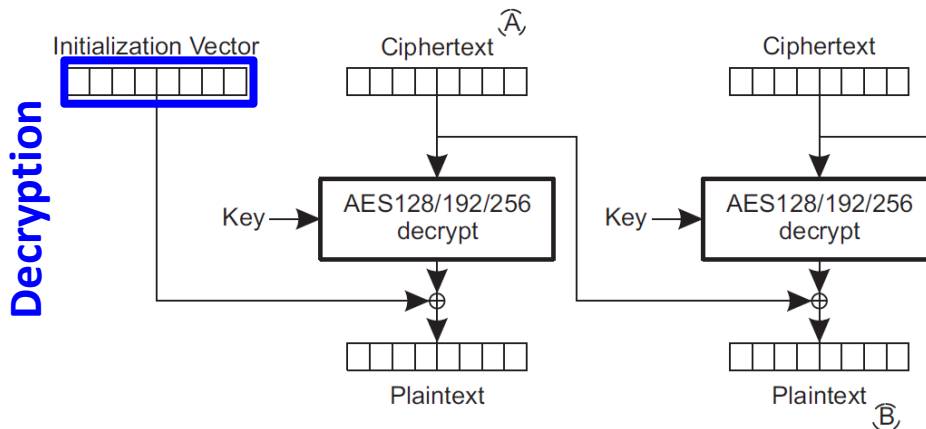 Decryption
Initialization Vector
Ciphertext
A
Ciphertext
Key
AES128/192/256
decrypt
Key
AES128/192/256
decrypt
Plaintext
Plaintext
B